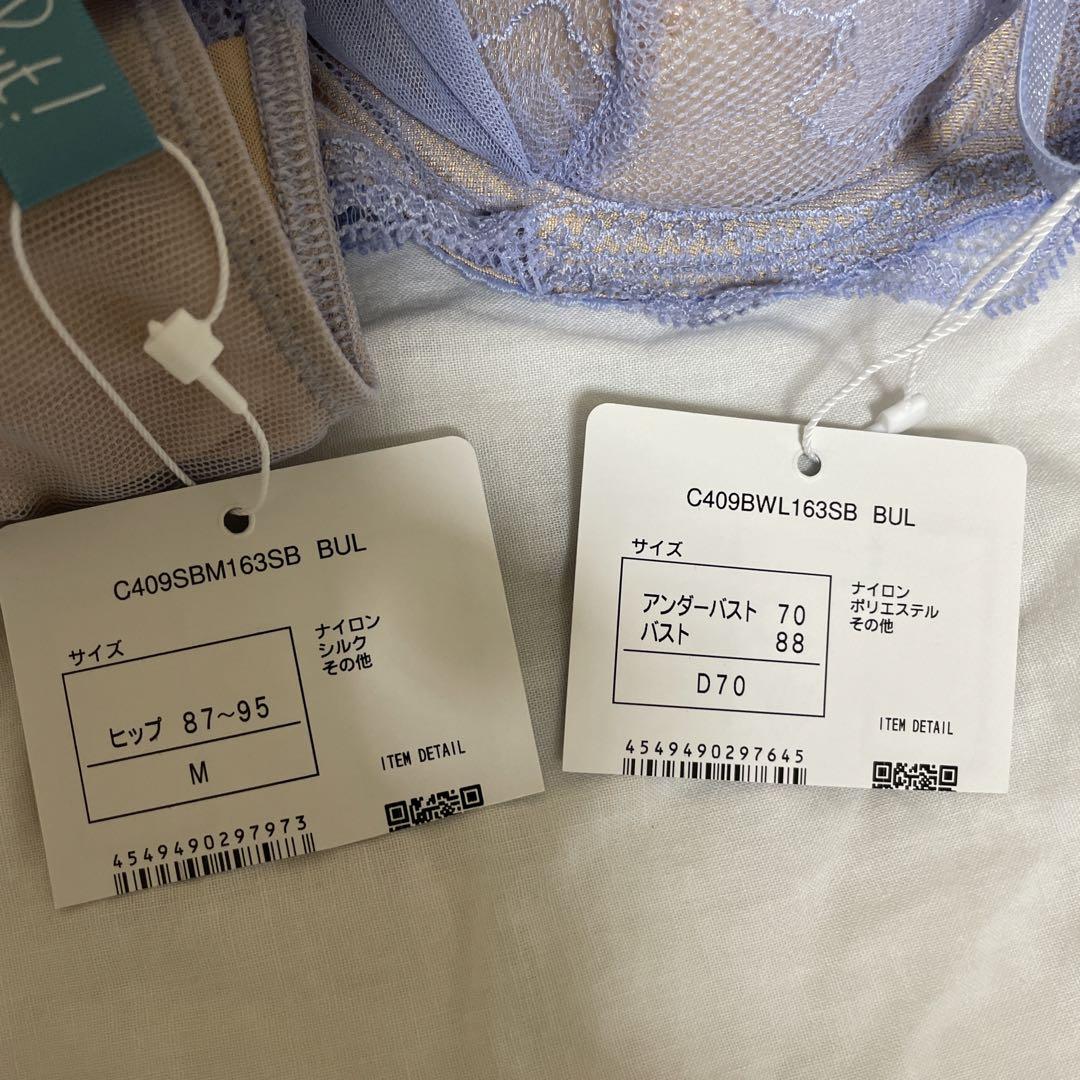 C409SBM163SB BUL
サイズ
ヒップ 87～95
M
ナイロン
シルク
その他
ITEM DETAIL
4549490297973
C409BWL163SB BUL
サイズ
アンダーバスト 70
バスト 88
D70
ナイロン
ポリエステル
その他
ITEM DETAIL
4549490297645